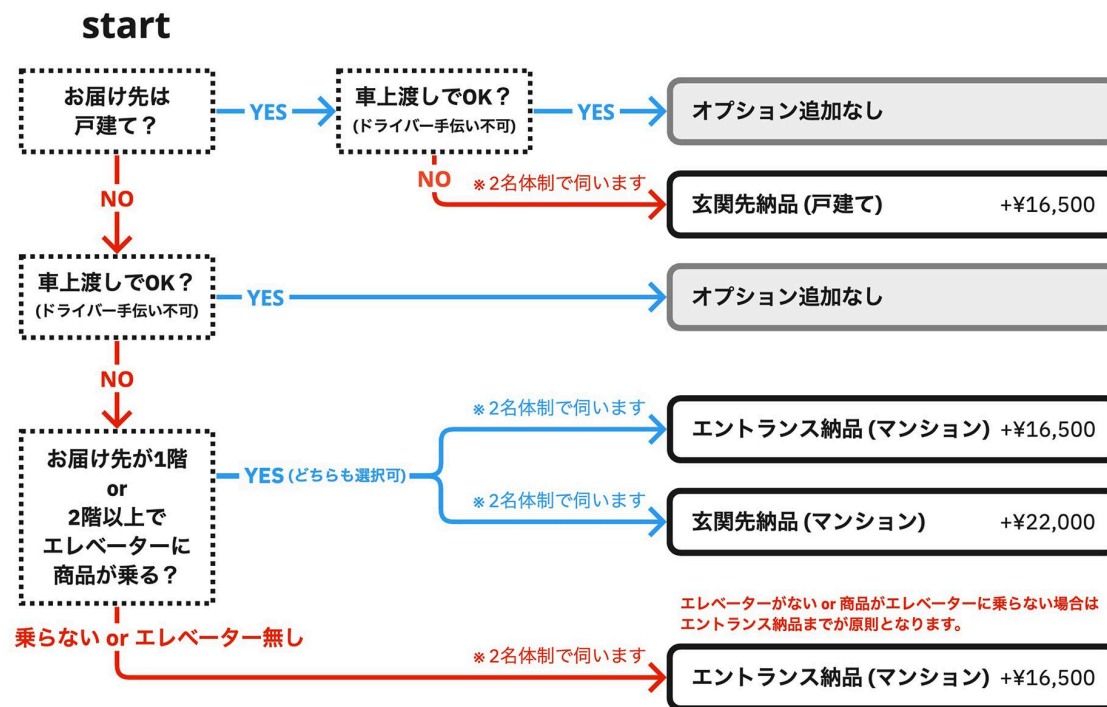 start
お届け先は
戸建て？
YES
車上渡しでOK？
(ドライバー手伝い不可)
YES
オプション追加なし
NO
※2名体制で伺います
玄関先納品 (戸建て) +¥16,500
NO
車上渡しでOK？
(ドライバー手伝い不可)
YES
オプション追加なし
NO
お届け先が1階
or
2階以上で
エレベーターに
商品が乗る？
YES (どちらも選択可)
※2名体制で伺います
エントランス納品 (マンション) +¥16,500
※2名体制で伺います
玄関先納品 (マンション) +¥22,000
乗らない or エレベーター無し
エレベーターがない or 商品がエレベーターに乗らない場合は
エントランス納品までが原則となります。
※2名体制で伺います
エントランス納品 (マンション) +¥16,500